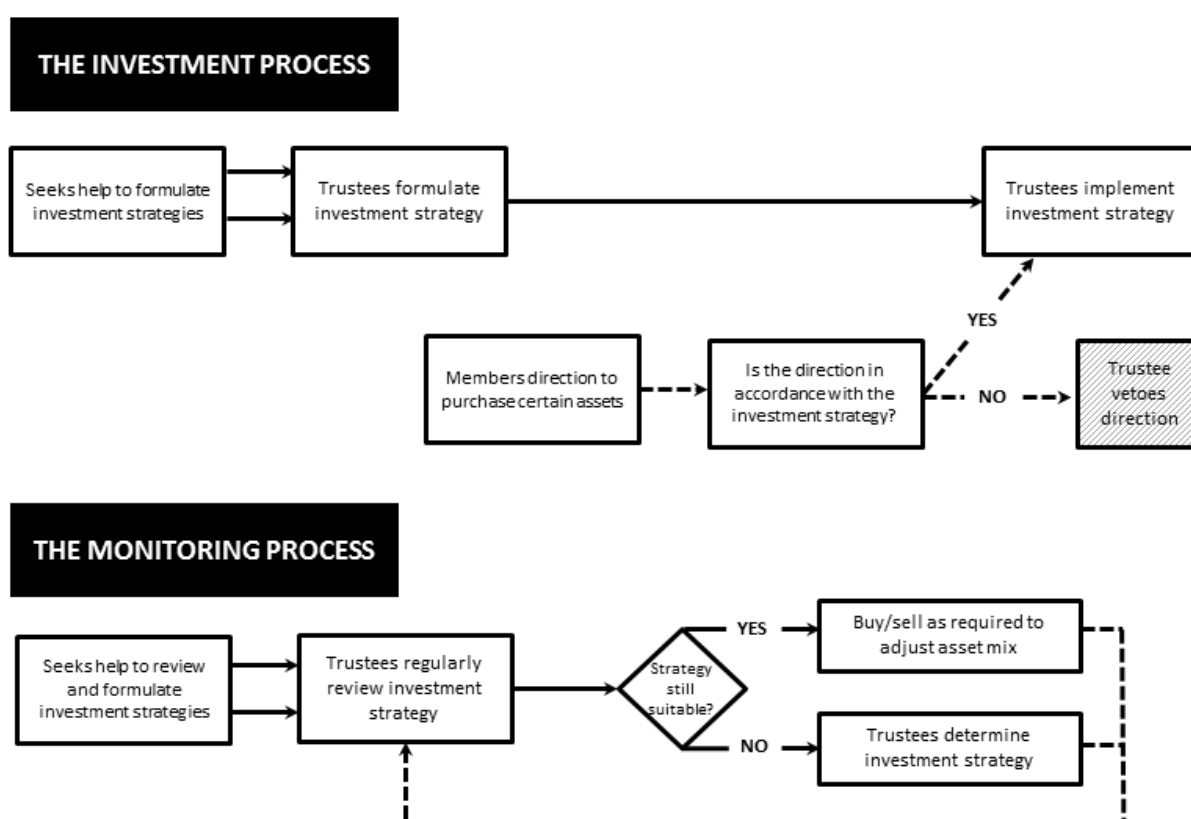 THE INVESTMENT PROCESS
Seeks help to formulate
investment strategies
Trustees formulate
investment strategy
Trustees implement
investment strategy
YES
Members direction to
purchase certain assets
Is the direction in
accordance with the
investment strategy?
NO
Trustee
vetoes
direction
THE MONITORING PROCESS
Seeks help to review
and formulate
investment strategies
Trustees regularly
review investment
strategy
Strategy
still
suitable?
YES
Buy/sell as required to
adjust asset mix
NO
Trustees determine
investment strategy